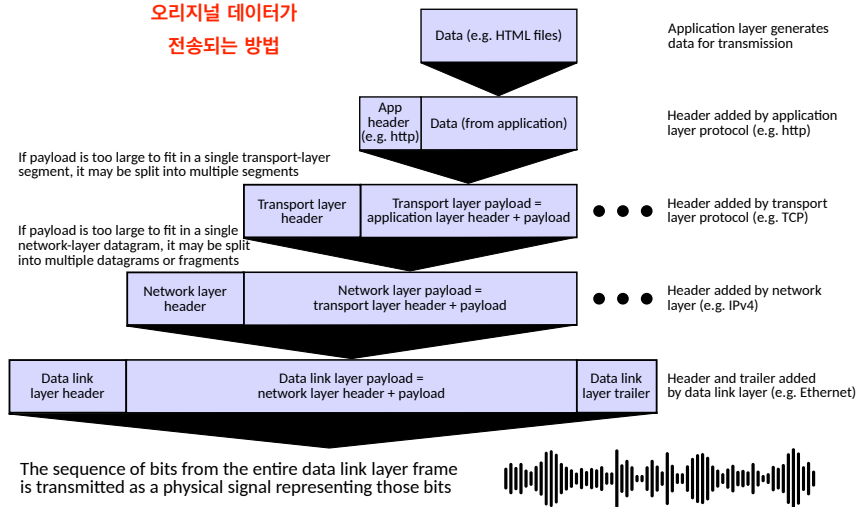 오리지널 데이터가
전송되는 방법
Data (e.g. HTML files)
Application layer generates
data for transmission
App
header
(e.g. http)
Data (from application)
Header added by application
layer protocol (e.g. http)
If payload is too large to fit in a single transport-layer
segment, it may be split into multiple segments
Transport layer
header
Transport layer payload =
application layer header + payload
Header added by transport
layer protocol (e.g. TCP)
If payload is too large to fit in a single
network-layer datagram, it may be split
into multiple datagrams or fragments
Network layer
header
Network layer payload =
transport layer header + payload
Header added by network
layer (e.g. IPv4)
Data link
layer header
Data link layer payload =
network layer header + payload
Data link
layer trailer
Header and trailer added
by data link layer (e.g. Ethernet)
The sequence of bits from the entire data link layer frame
is transmitted as a physical signal representing those bits